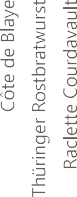 Côte de Blaye
Thüringer Rostbratwurst
Raclette Courdavault